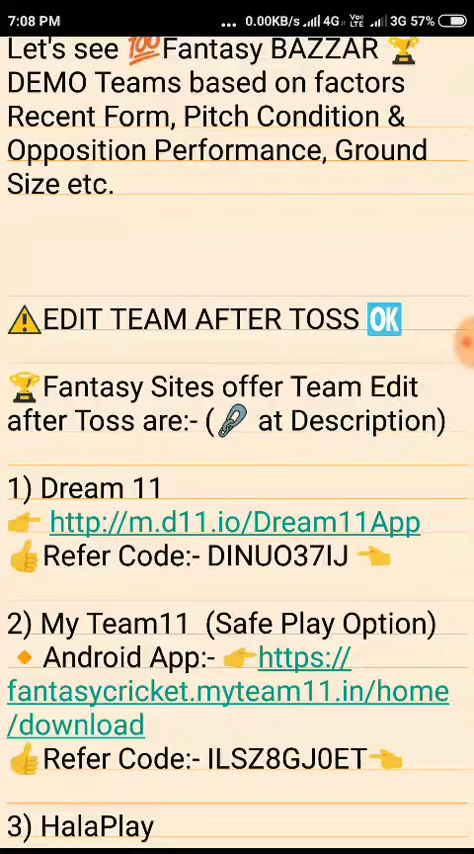 7:08 PM ... 0.00KB/s 4G VoLTE 3G 57%
Let's see 💯Fantasy BAZZAR 🏆
DEMO Teams based on factors
Recent Form, Pitch Condition &
Opposition Performance, Ground
Size etc.
⚠️EDIT TEAM AFTER TOSS 🆗
🏆Fantasy Sites offer Team Edit
after Toss are:- (🔗 at Description)
1) Dream 11
👉 http://m.d11.io/Dream11App
👍Refer Code:- DINUO37IJ 👈
2) My Team11 (Safe Play Option)
🔸Android App:- 👉https://
fantasycricket.myteam11.in/home
/download
👍Refer Code:- ILSZ8GJ0ET👈
3) HalaPlay